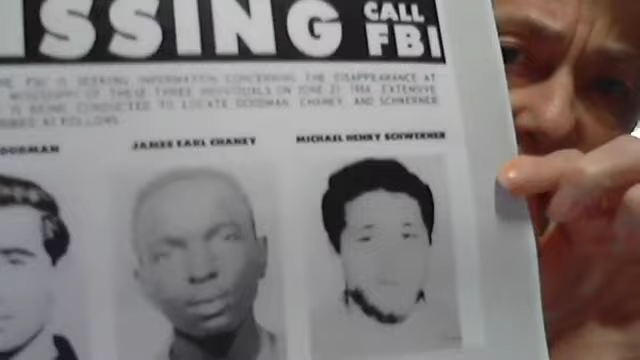 ISSING CALL
FBI
FBI IS SEEKING INFORMATION CONCERNING THE DISAPPEARANCE AT
MISSISSIPPI OF THESE THREE INDIVIDUALS ON JUNE 21, 1964. EXTENSIVE
IS BEING CONDUCTED TO LOCATE GOODMAN, CHANEY, AND SCHWERNER
AS FOLLOWS
OODMAN JAMES EARL CHANEY MICHAEL HENRY SCHWERNER